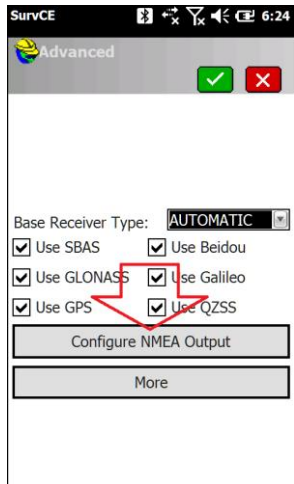 SurvCE 6:24
Advanced
Base Receiver Type: AUTOMATIC
Use SBAS Use Beidou
Use GLONASS Use Galileo
Use GPS Use QZSS
Configure NMEA Output
More